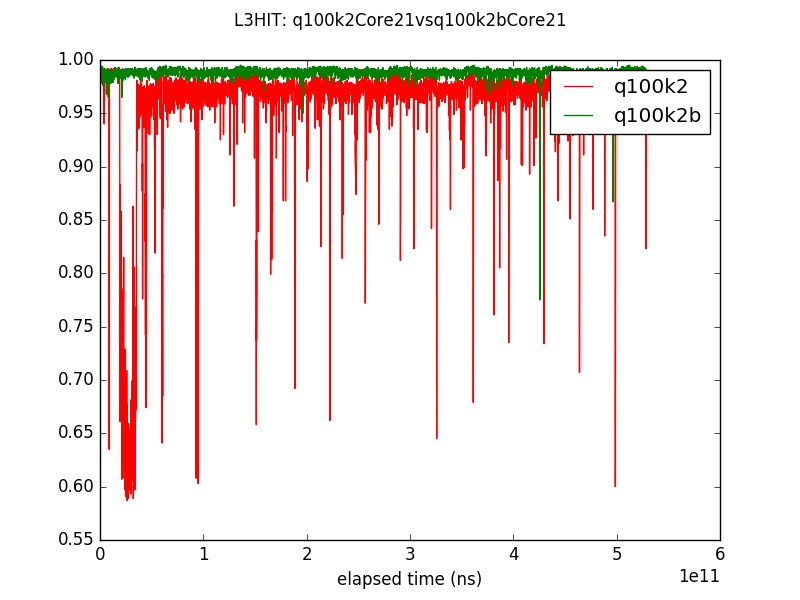 L3HIT: q100k2Core21vsq100k2bCore21
1.00
0.95
0.90
0.85
0.80
0.75
0.70
0.65
0.60
0.55
q100k2
q100k2b
0 1 2 3 4 5 6
1e11
elapsed time (ns)